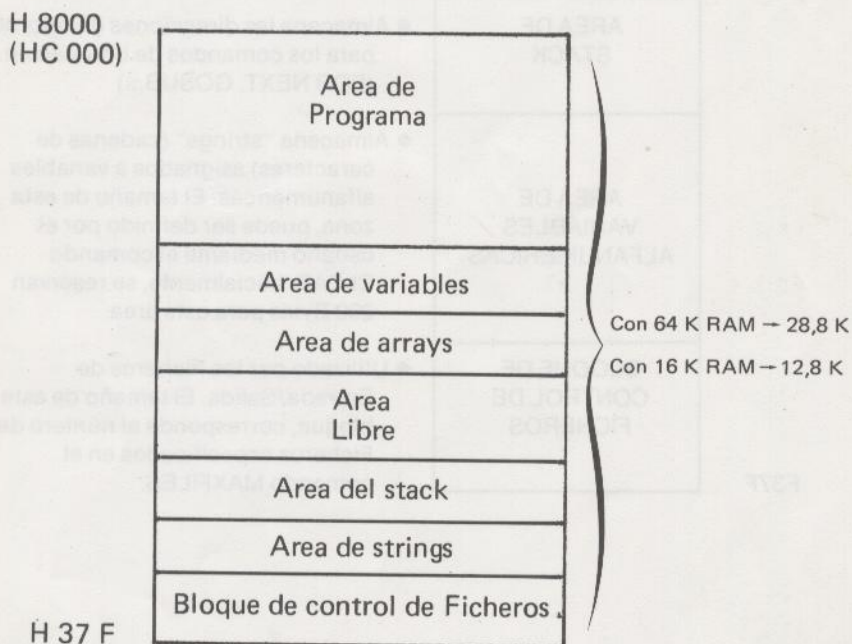 H 8000
(HC 000)
Area de
Programa
Area de variables
Area de arrays
Con 64 K RAM → 28,8 K
Con 16 K RAM → 12,8 K
Area
Libre
Area del stack
Area de strings
Bloque de control de Ficheros
H 37 F